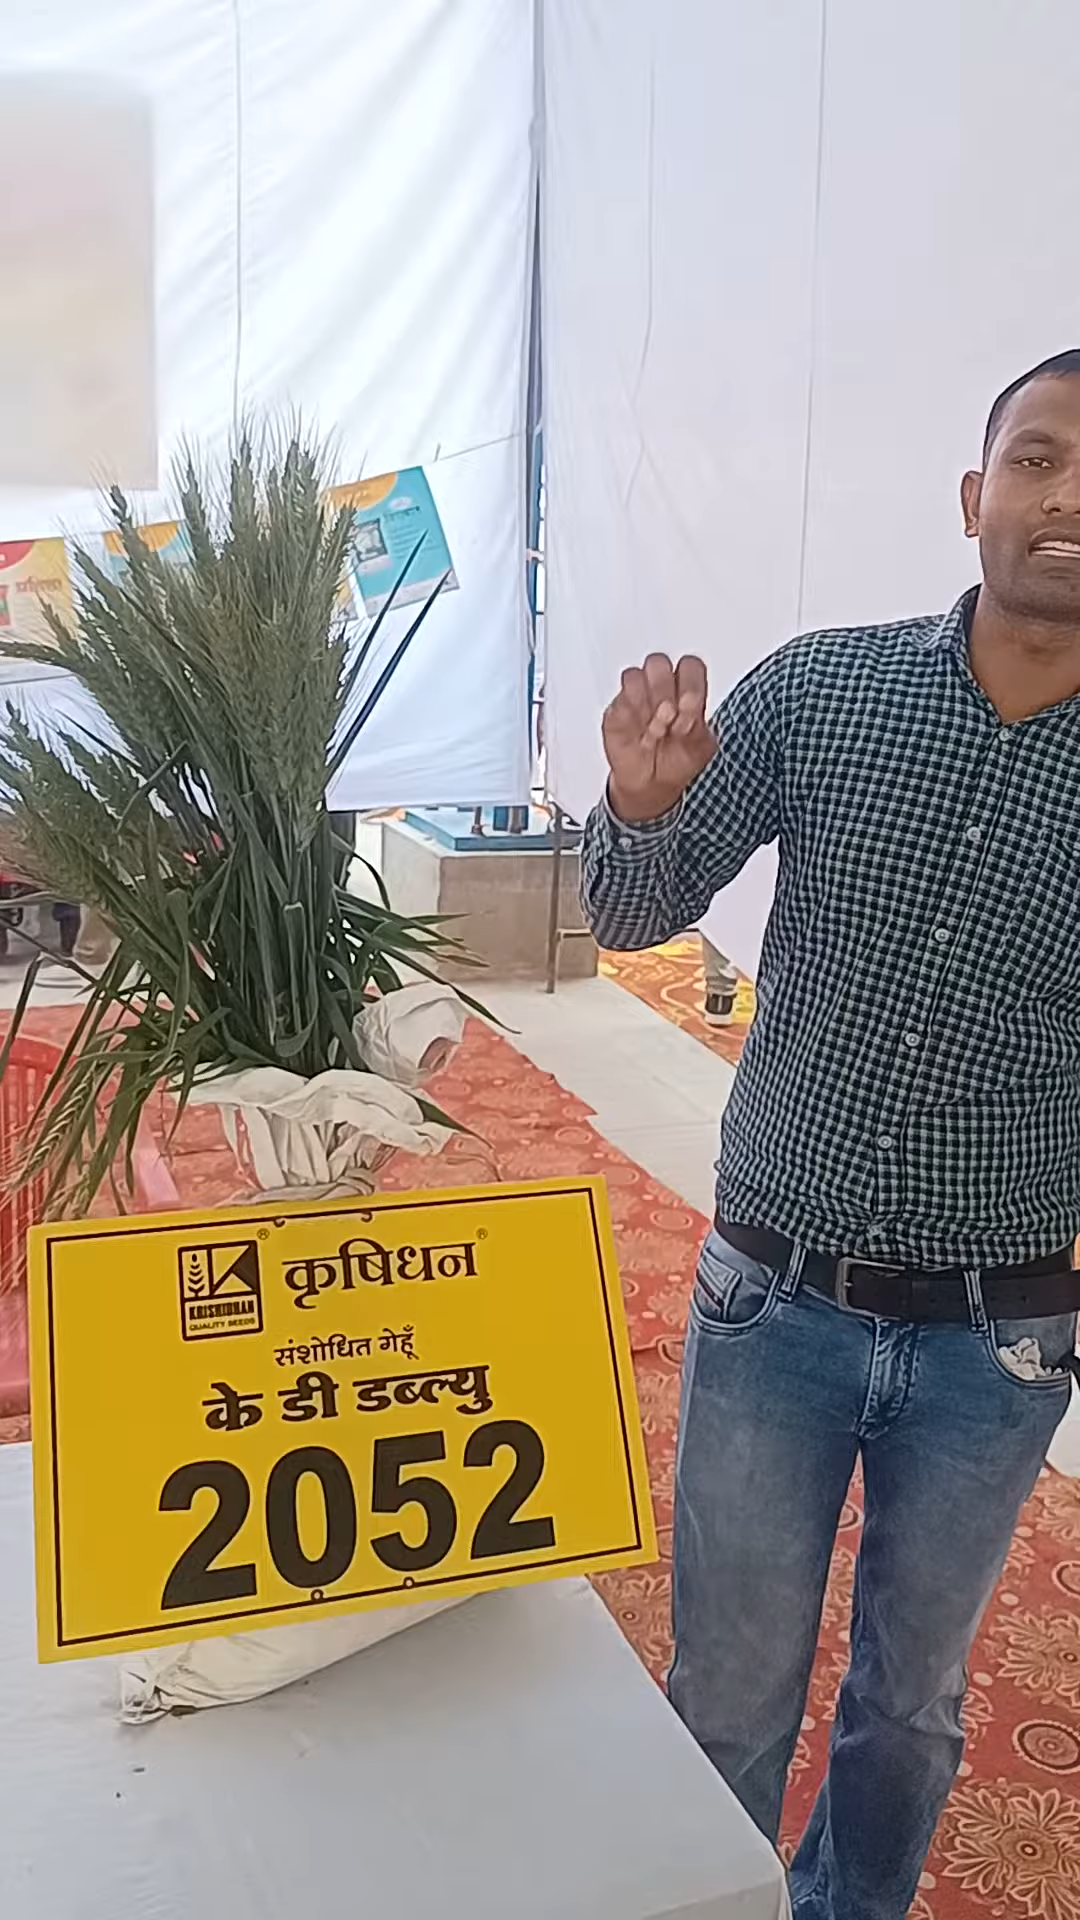 KRISHIDHAN
QUALITY SEEDS
® कृषिधन ®
संशोधित गेहूँ
के डी डब्ल्यु
2052